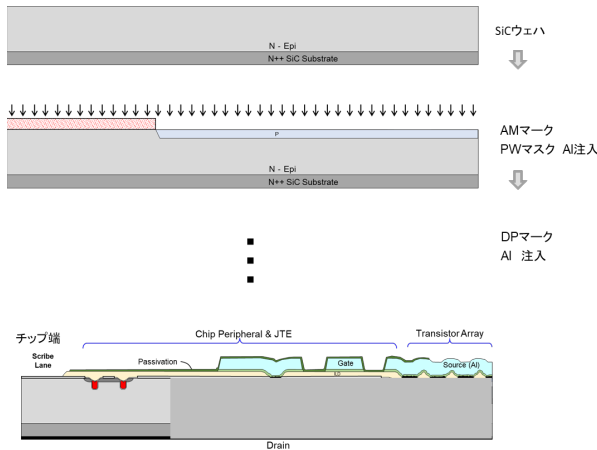 SiCウェハ
N - Epi
N++ SiC Substrate
AMマーク
PWマスク Al注入
P
N - Epi
N++ SiC Substrate
DPマーク
Al 注入
チップ端
Chip Peripheral & JTE
Transistor Array
Scribe
Lane
Passivation
Gate
Source (Al)
ILD
Drain